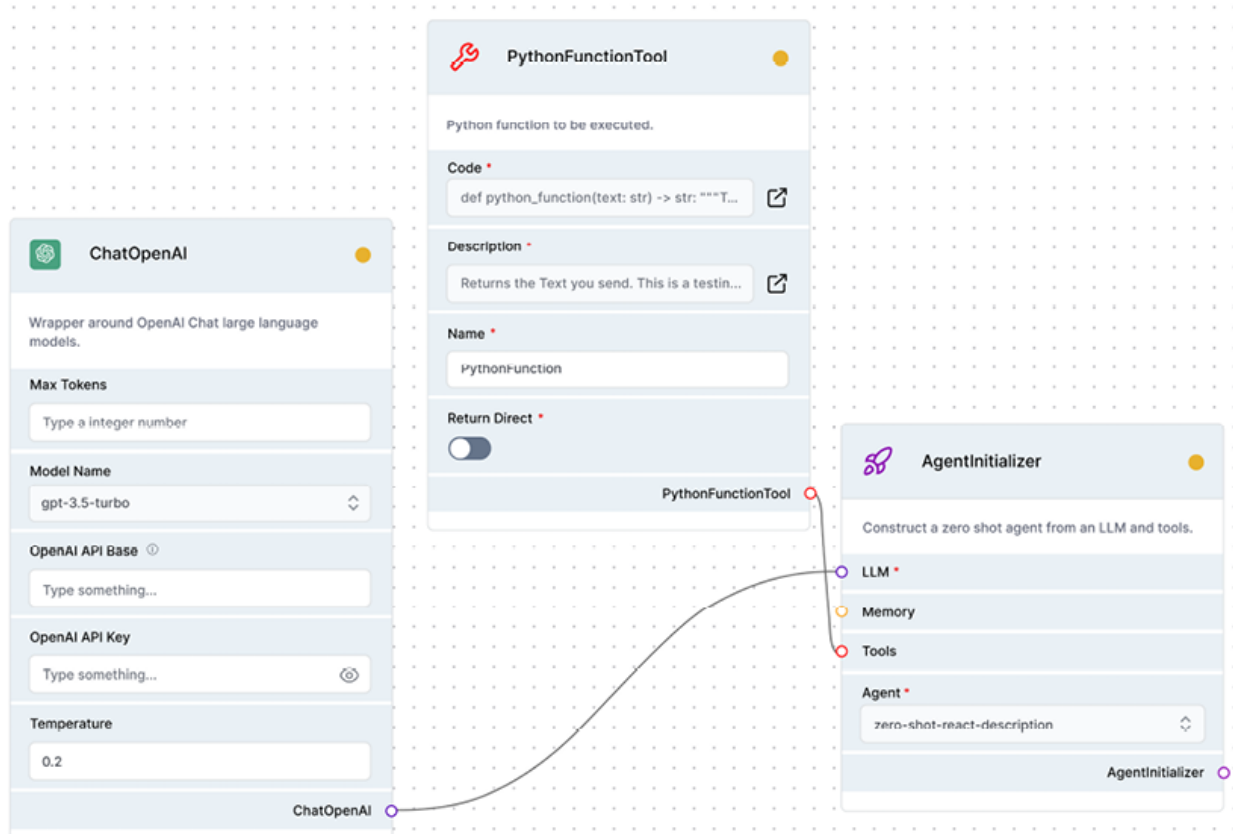 PythonFunctionTool
Python function to be executed.
Code *
def python_function(text: str) -> str: """T...
Description *
Returns the Text you send. This is a testin...
Name *
PythonFunction
Return Direct *
PythonFunctionTool
ChatOpenAI
Wrapper around OpenAI Chat large language
models.
Max Tokens
Type a integer number
Model Name
gpt-3.5-turbo
OpenAI API Base
Type something...
OpenAI API Key
Type something...
Temperature
0.2
ChatOpenAI
AgentInitializer
Construct a zero shot agent from an LLM and tools.
LLM *
Memory
Tools
Agent *
zero-shot-react-description
AgentInitializer